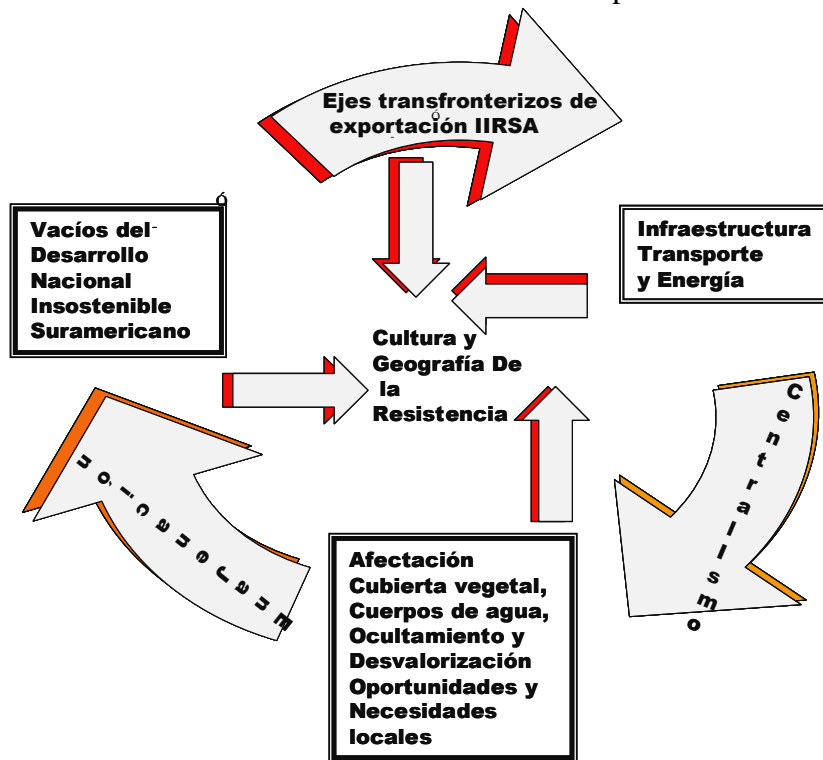 Ejes transfronterizos de
exportación IIRSA
Vacíos del-
Desarrollo
Nacional
Insostenible
Suramericano
Infraestructura
Transporte
y Energía
Cultura y
Geografía De
la
Resistencia
Centralismo
Enajenación
Afectación
Cubierta vegetal,
Cuerpos de agua,
Ocultamiento y
Desvalorización
Oportunidades y
Necesidades
locales